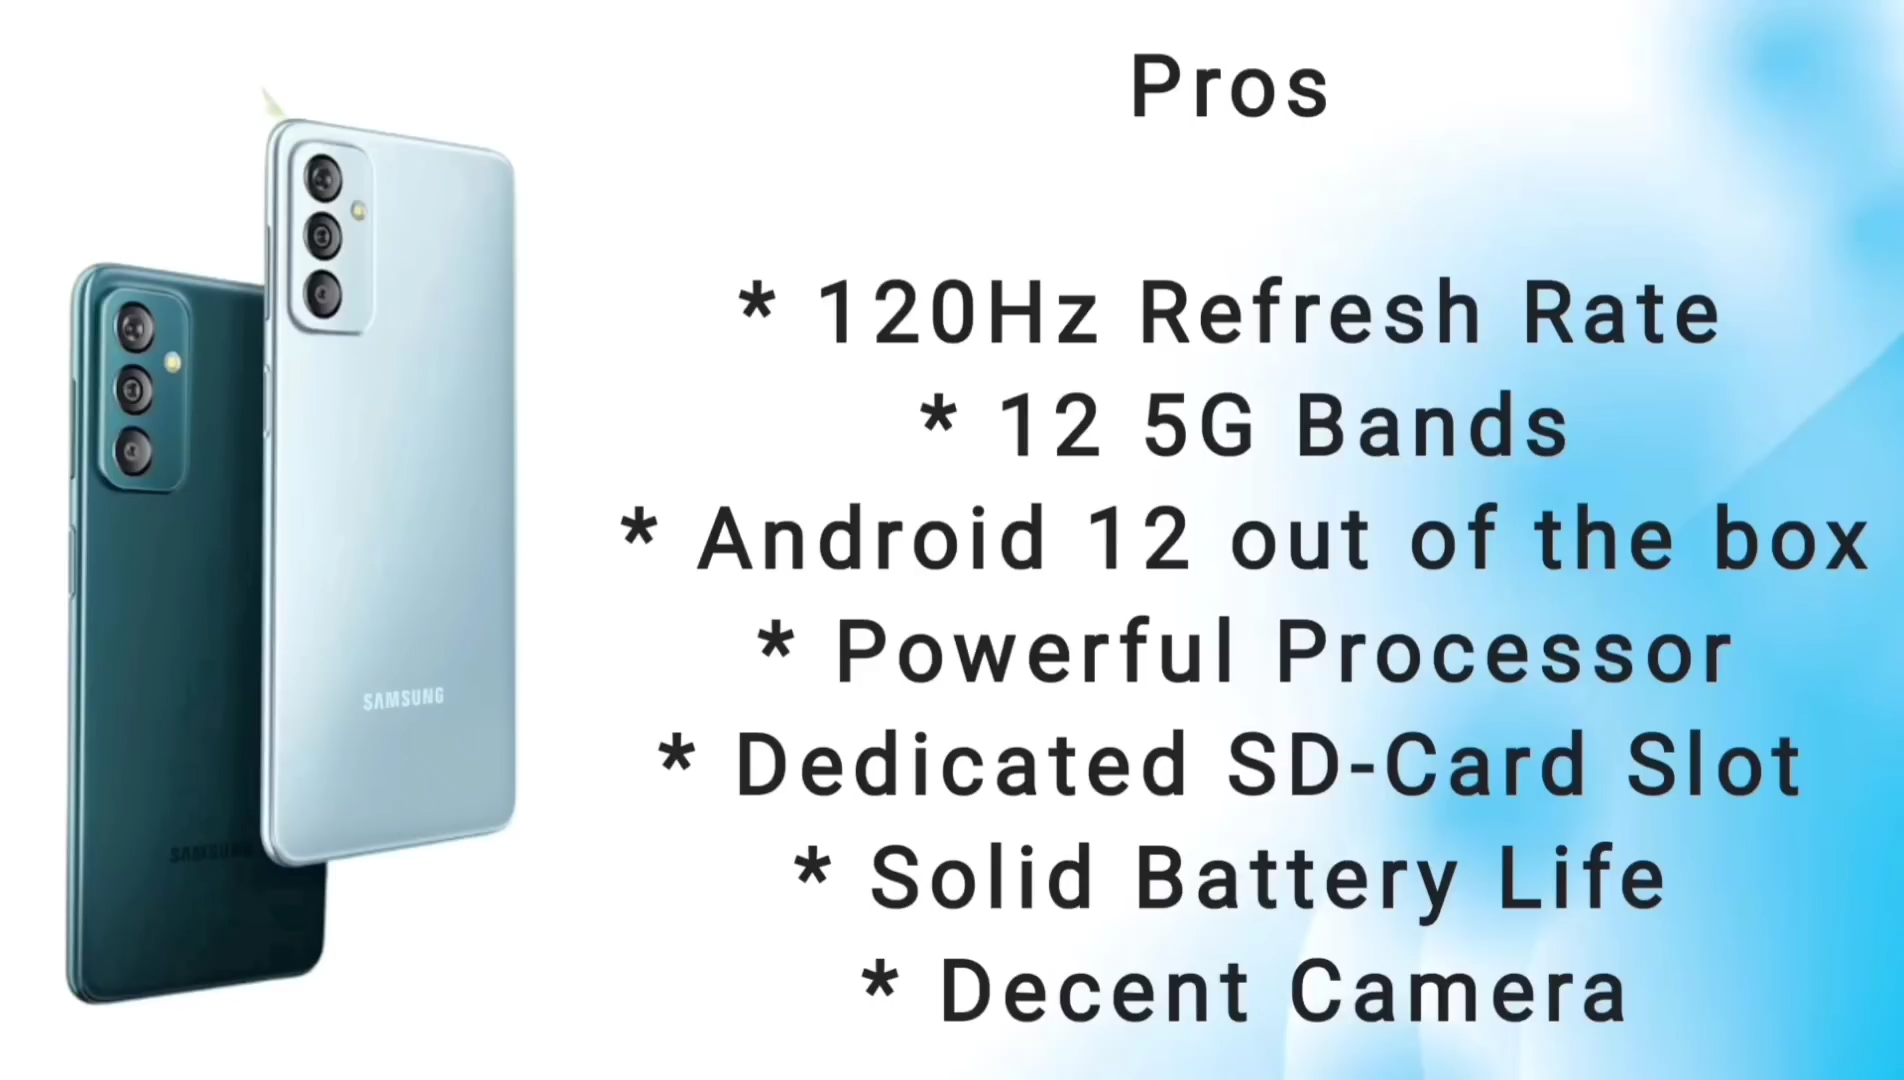 Pros
* 120Hz Refresh Rate
* 12 5G Bands
* Android 12 out of the box
* Powerful Processor
* Dedicated SD-Card Slot
* Solid Battery Life
* Decent Camera
SAMSUNG
SAMSUNG